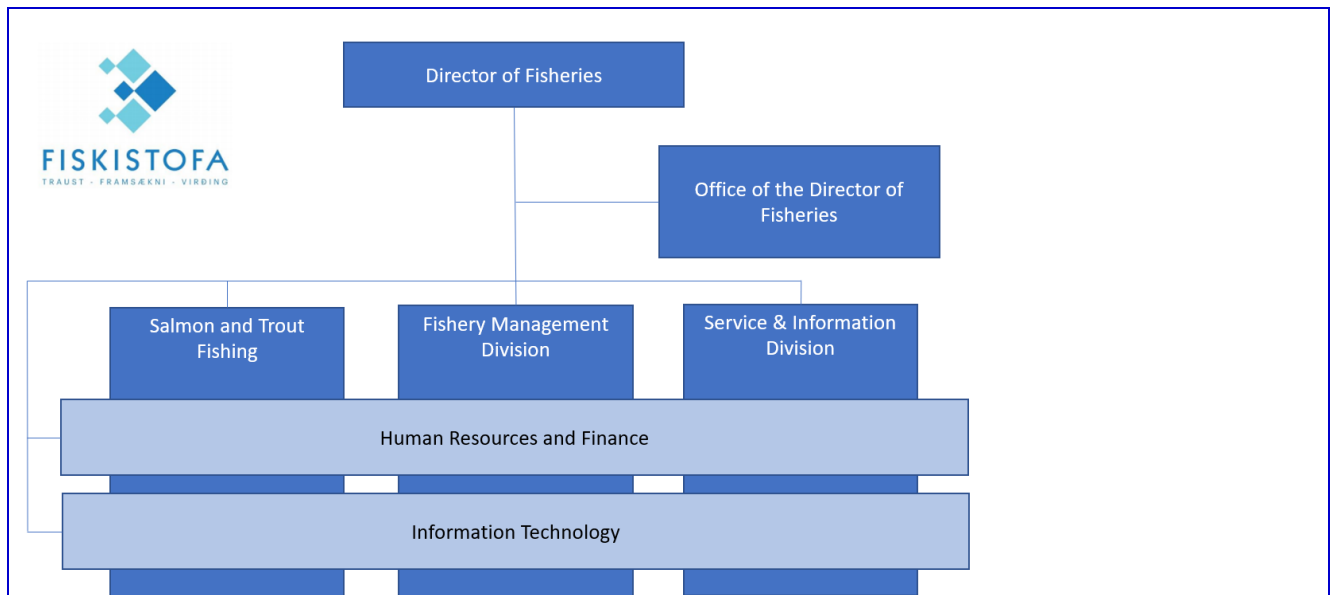 FISKISTOFA
TRAUST - FRAMSÆKNI - VIRÐING
Director of Fisheries
Office of the Director of
Fisheries
Salmon and Trout
Fishing
Fishery Management
Division
Service & Information
Division
Human Resources and Finance
Information Technology